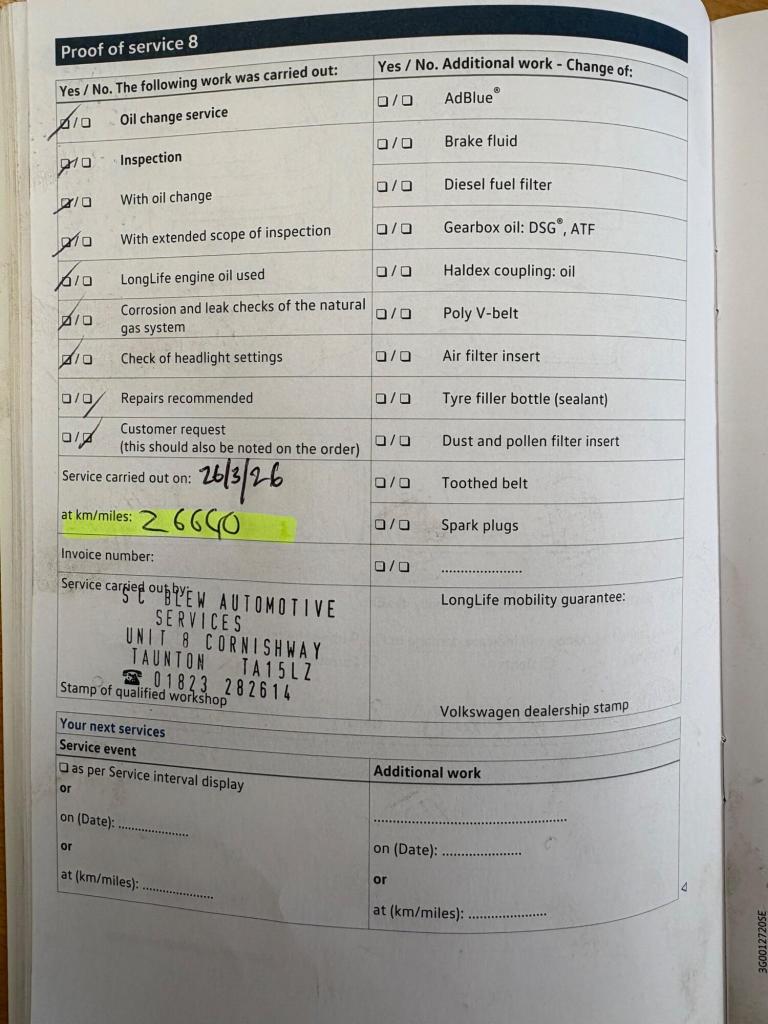 Proof of service 8
Yes / No. The following work was carried out:
☑/☐ Oil change service
☑/☐ Inspection
☑/☐ With oil change
☑/☐ With extended scope of inspection
☑/☐ LongLife engine oil used
☑/☐ Corrosion and leak checks of the natural
gas system
☑/☐ Check of headlight settings
☐/☑ Repairs recommended
☐/☑ Customer request
(this should also be noted on the order)
Service carried out on: 26/3/26
at km/miles: 26640
Invoice number:
Service carried out by:
S C BLEW AUTOMOTIVE
SERVICES
UNIT 8 CORNISHWAY
TAUNTON TA15LZ
☎ 01823 282614
Stamp of qualified workshop
Yes / No. Additional work - Change of:
☐/☐ AdBlue®
☐/☐ Brake fluid
☐/☐ Diesel fuel filter
☐/☐ Gearbox oil: DSG®, ATF
☐/☐ Haldex coupling: oil
☐/☐ Poly V-belt
☐/☐ Air filter insert
☐/☐ Tyre filler bottle (sealant)
☐/☐ Dust and pollen filter insert
☐/☐ Toothed belt
☐/☐ Spark plugs
☐/☐ ....................
LongLife mobility guarantee:
Volkswagen dealership stamp
Your next services
Service event
☐ as per Service interval display
or
on (Date): ..................
or
at (km/miles): ..................
Additional work
..................................................
on (Date): ....................
or
at (km/miles): ....................
3G0012720SE